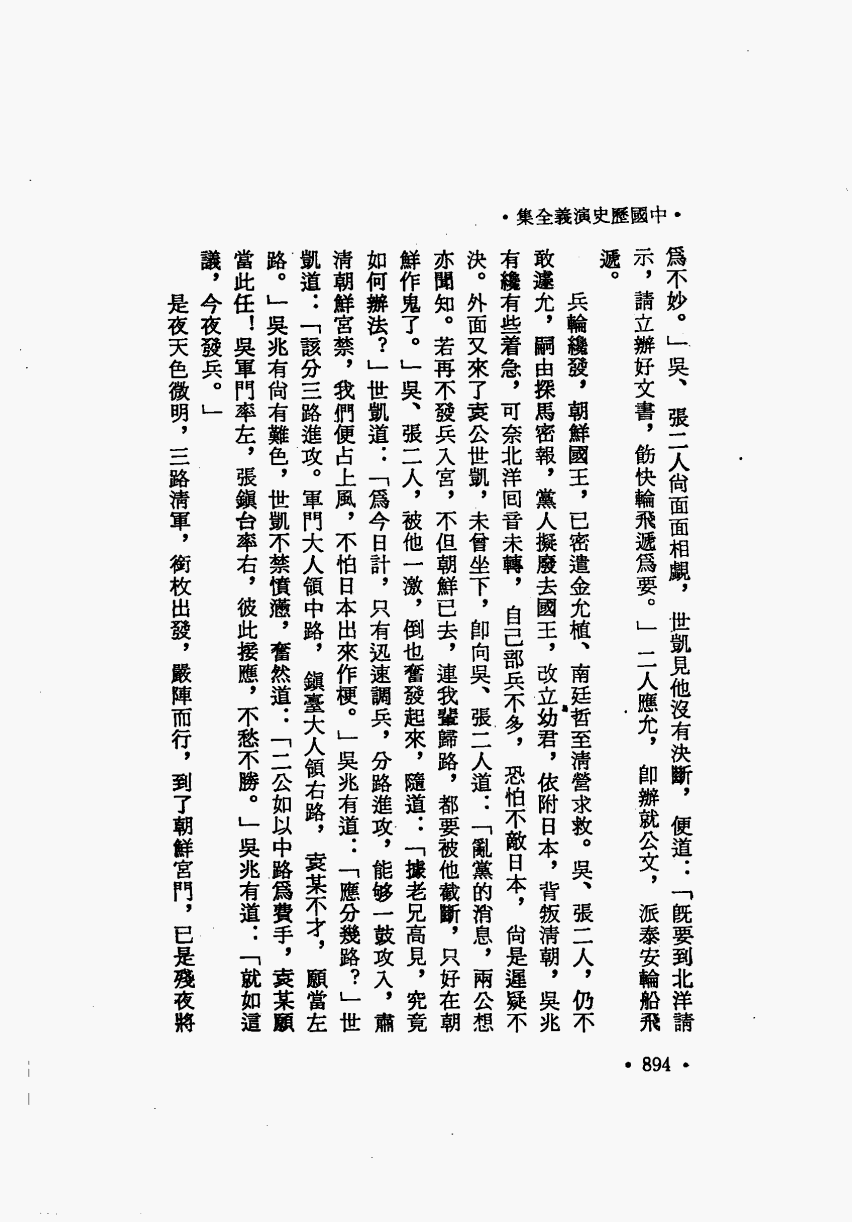 •中國歷史演義全集•
爲不妙。」吳、張二人尙面面相覷，世凱見他沒有決斷，便道：「旣要到北洋請
示，請立辦好文書，飭快輪飛遞爲要。」二人應允，卽辦就公文，派泰安輪船飛
遞。
兵輪纔發，朝鮮國王，已密遣金允植、南廷哲至淸營求救。吳、張二人，仍不
敢遽允，嗣由探馬密報，黨人擬廢去國王，改立幼君，依附日本，背叛淸朝，吳兆
有纔有些着急，可奈北洋回音未轉，自己部兵不多，恐怕不敵日本，尙是遲疑不
決。外面又來了袁公世凱，未曾坐下，卽向吳、張二人道：「亂黨的消息，兩公想
亦聞知。若再不發兵入宮，不但朝鮮已去，連我輩歸路，都要被他截斷，只好在朝
鮮作鬼了。」吳、張二人，被他一激，倒也奮發起來，隨道：「據老兄高見，究竟
如何辦法？」世凱道：「爲今日計，只有迅速調兵，分路進攻，能够一鼓攻入，肅
淸朝鮮宮禁，我們便占上風，不怕日本出來作梗。」吳兆有道：「應分幾路？」世
凱道：「該分三路進攻。軍門大人領中路，鎭臺大人領右路，袁某不才，願當左
路。」吳兆有尙有難色，世凱不禁憤懣，奮然道：「二公如以中路爲費手，袁某願
當此任！吳軍門率左，張鎭台率右，彼此接應，不愁不勝。」吳兆有道：「就如這
議，今夜發兵。」
是夜天色微明，三路淸軍，銜枚出發，嚴陣而行，到了朝鮮宮門，已是殘夜將
•894•